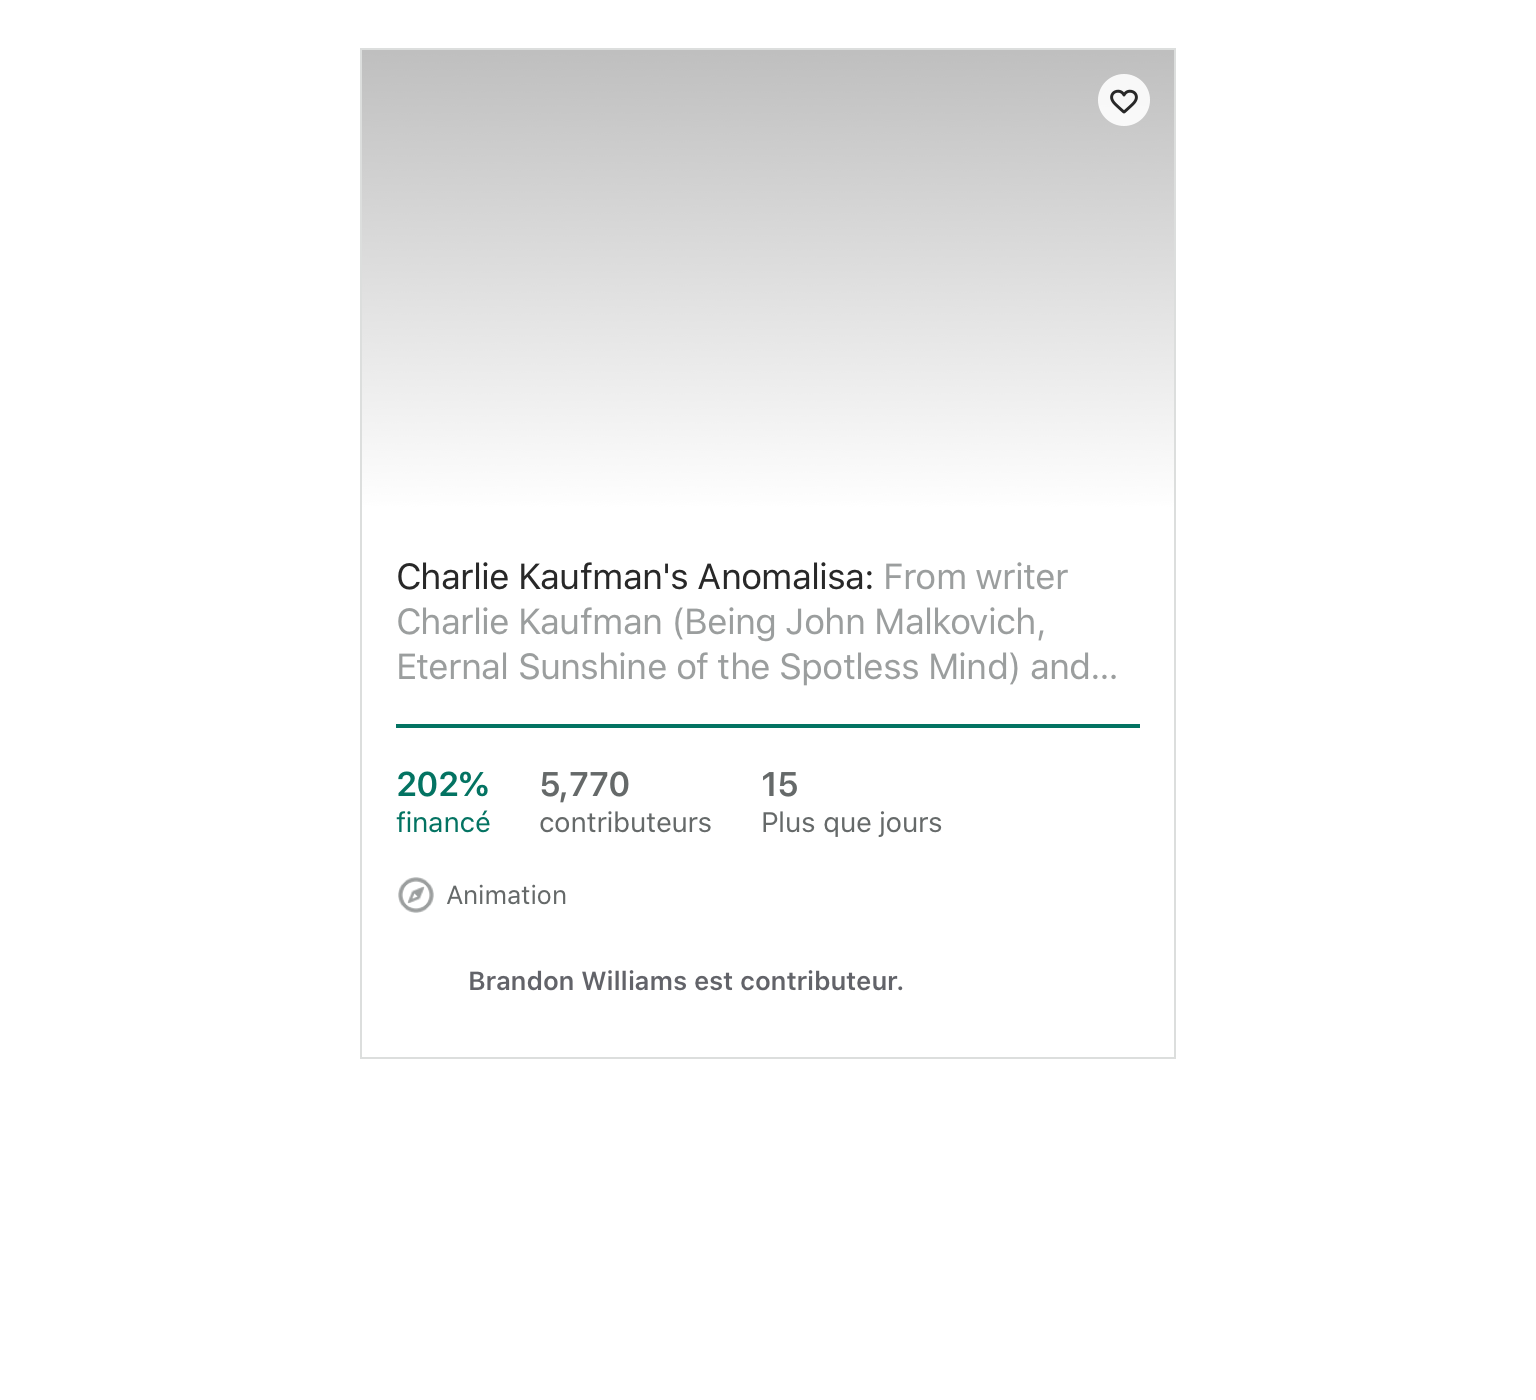 Charlie Kaufman's Anomalisa: From writer
Charlie Kaufman (Being John Malkovich,
Eternal Sunshine of the Spotless Mind) and...
202% 5,770 15
financé contributeurs Plus que jours
Animation
Brandon Williams est contributeur.